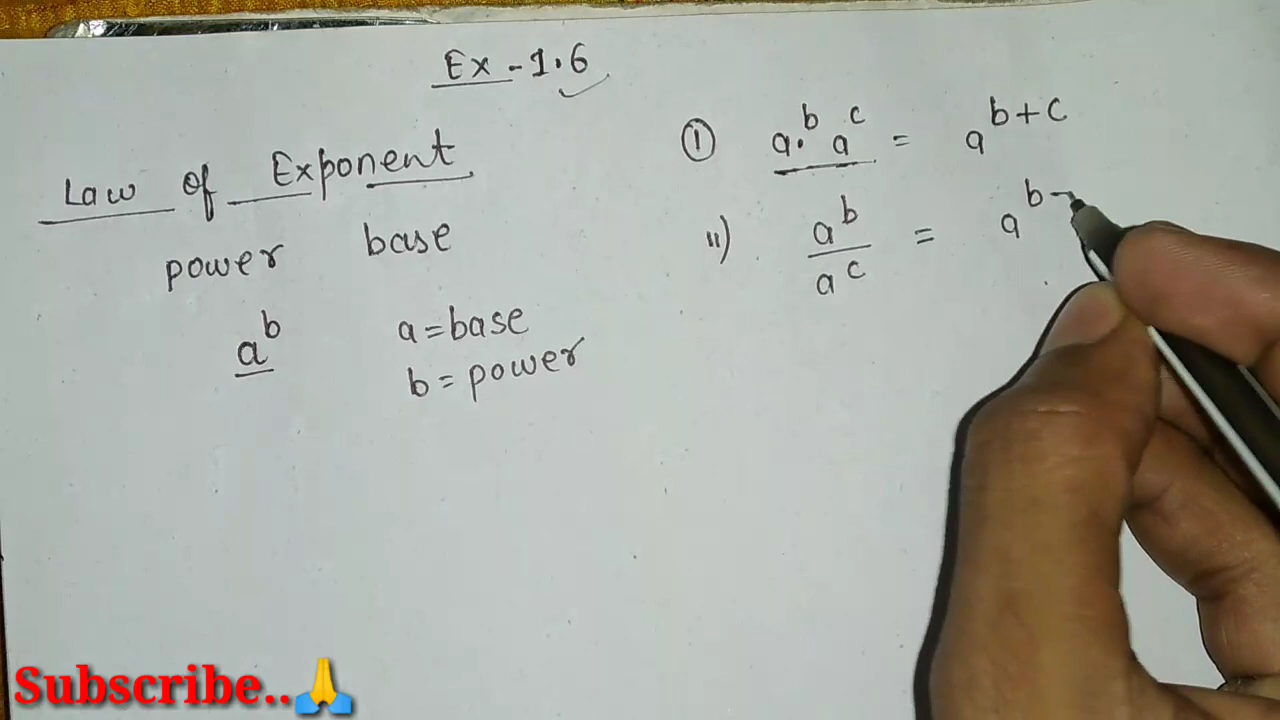 Ex - 1.6
Law of Exponent
power base
a^b a = base
b = power
① a^b . a^c = a^{b+c}
ii) a^b / a^c = a^{b-
Subscribe..🙏